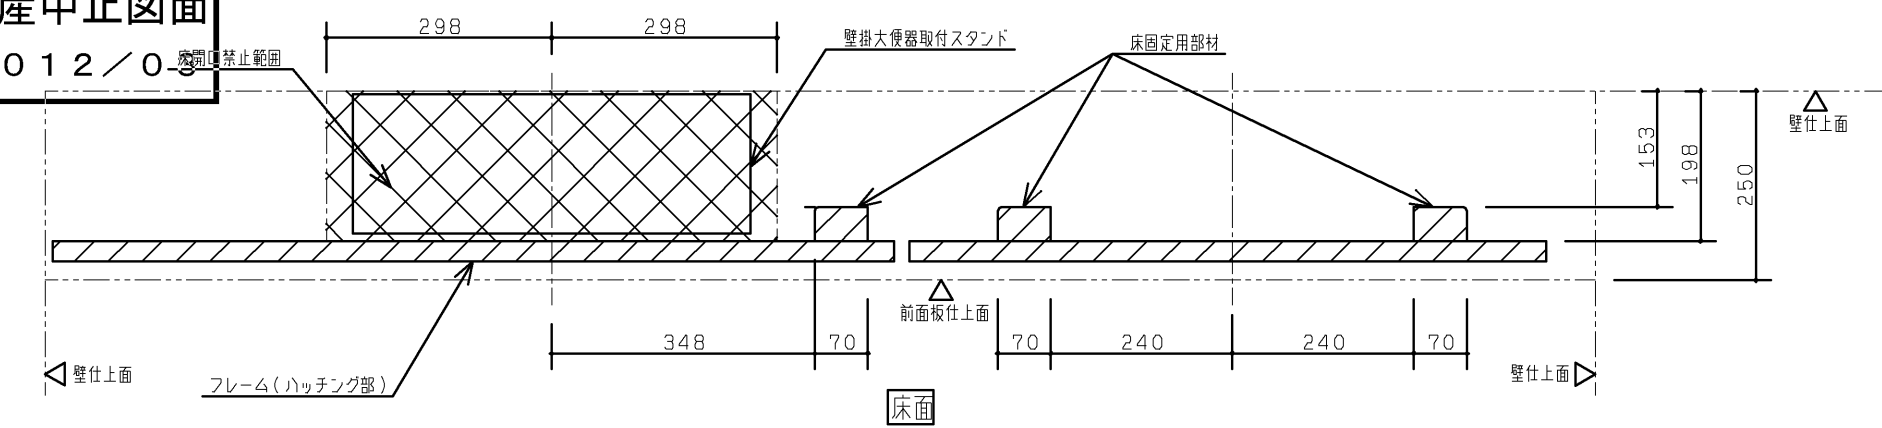 産中止図面
012/03
298
298
床開口禁止範囲
壁掛大便器取付スタンド
床固定用部材
153
198
250
壁仕上面
前面板仕上面
348
70
70
240
240
70
壁仕上面
フレーム(ハッチング部)
壁仕上面
床面